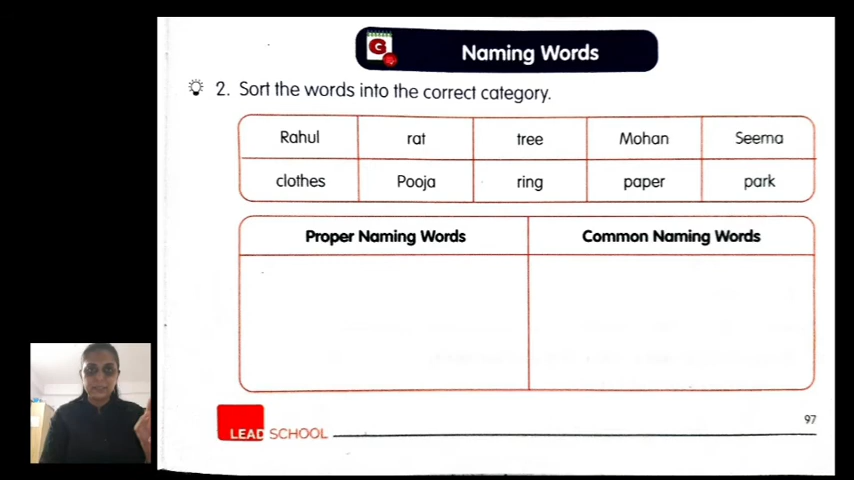 G
Naming Words
2. Sort the words into the correct category.
Rahul rat tree Mohan Seema
clothes Pooja ring paper park
Proper Naming Words Common Naming Words
97
LEAD SCHOOL